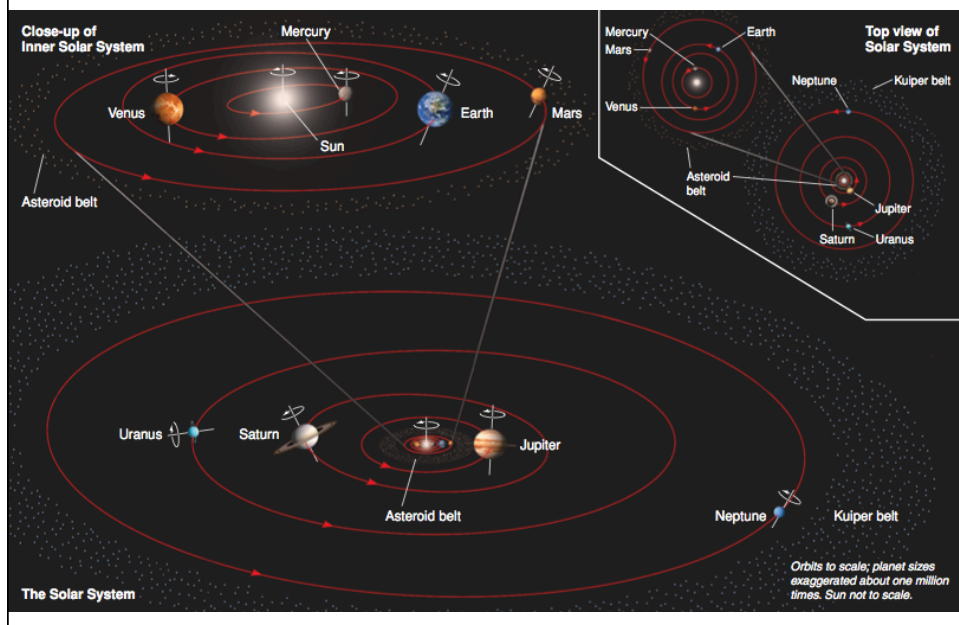 Close-up of
Inner Solar System
Mercury
Venus
Earth
Mars
Sun
Asteroid belt
Top view of
Solar System
Mercury
Mars
Earth
Venus
Neptune
Kuiper belt
Asteroid
belt
Jupiter
Saturn
Uranus
Uranus
Saturn
Jupiter
Asteroid belt
Neptune
Kuiper belt
The Solar System
Orbits to scale; planet sizes
exaggerated about one million
times. Sun not to scale.